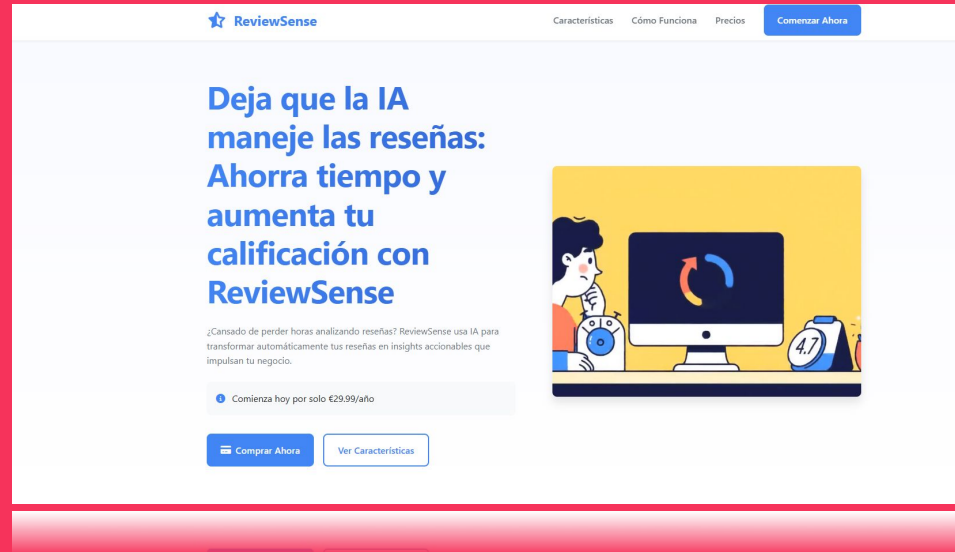 ReviewSense
Características Cómo Funciona Precios Comenzar Ahora
Deja que la IA
maneje las reseñas:
Ahorra tiempo y
aumenta tu
calificación con
ReviewSense
¿Cansado de perder horas analizando reseñas? ReviewSense usa IA para
transformar automáticamente tus reseñas en insights accionables que
impulsan tu negocio.
Comienza hoy por solo €29.99/año
Comprar Ahora Ver Características
4.7